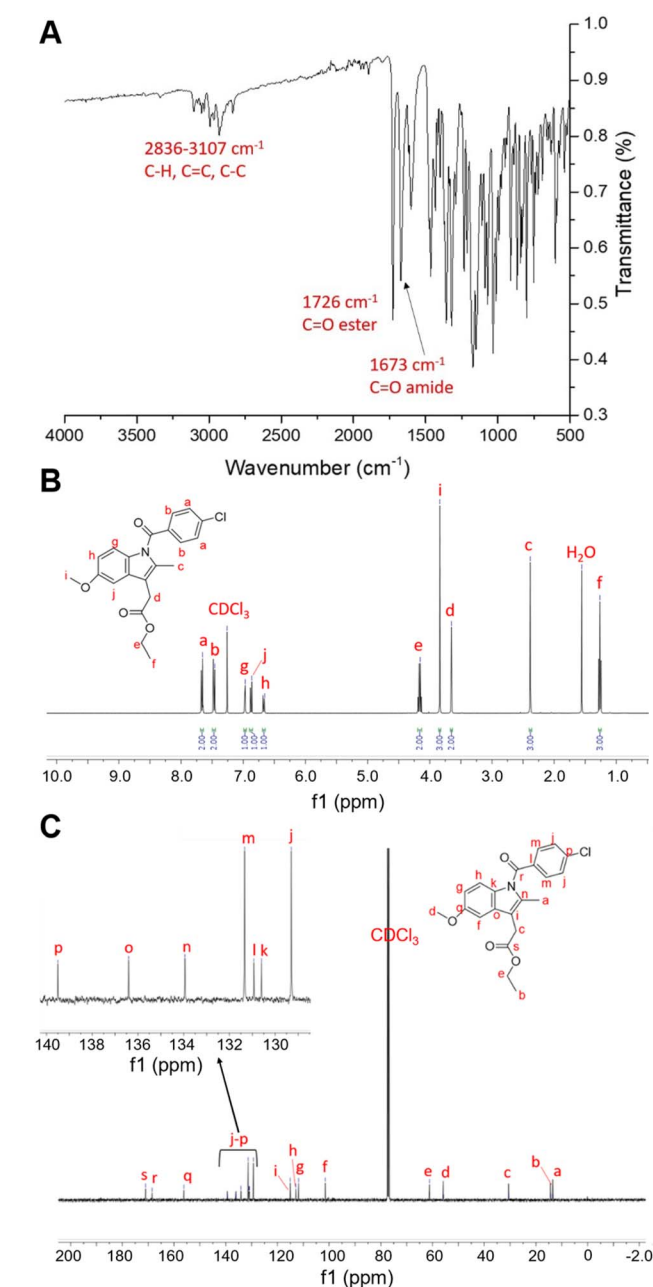 A
2836-3107 cm-1
C-H, C=C, C-C
1726 cm-1
C=O ester
1673 cm-1
C=O amide
1.0
0.9
0.8
0.7
0.6
0.5
0.4
0.3
Transmittance (%)
4000 3500 3000 2500 2000 1500 1000 500
Wavenumber (cm-1)
B
b a
O Cl
g b a
h N
i c
O j
d
O
O
e
f
CDCl3
a b g j h e i d c H2O f
2.00 2.00 1.00 1.01 1.00 2.00 3.00 2.00 3.00 3.00
10.0 9.0 8.0 7.0 6.0 5.0 4.0 3.0 2.0 1.0
f1 (ppm)
C
p o n m l k j
140 138 136 134 132 130
f1 (ppm)
CDCl3
m j
O p Cl
l
h r m j
g k N
d n a
O q o i
f c
s O
O
e
b
j-p
s r q i h g f e d c b a
200 180 160 140 120 100 80 60 40 20 0 -2.0
f1 (ppm)